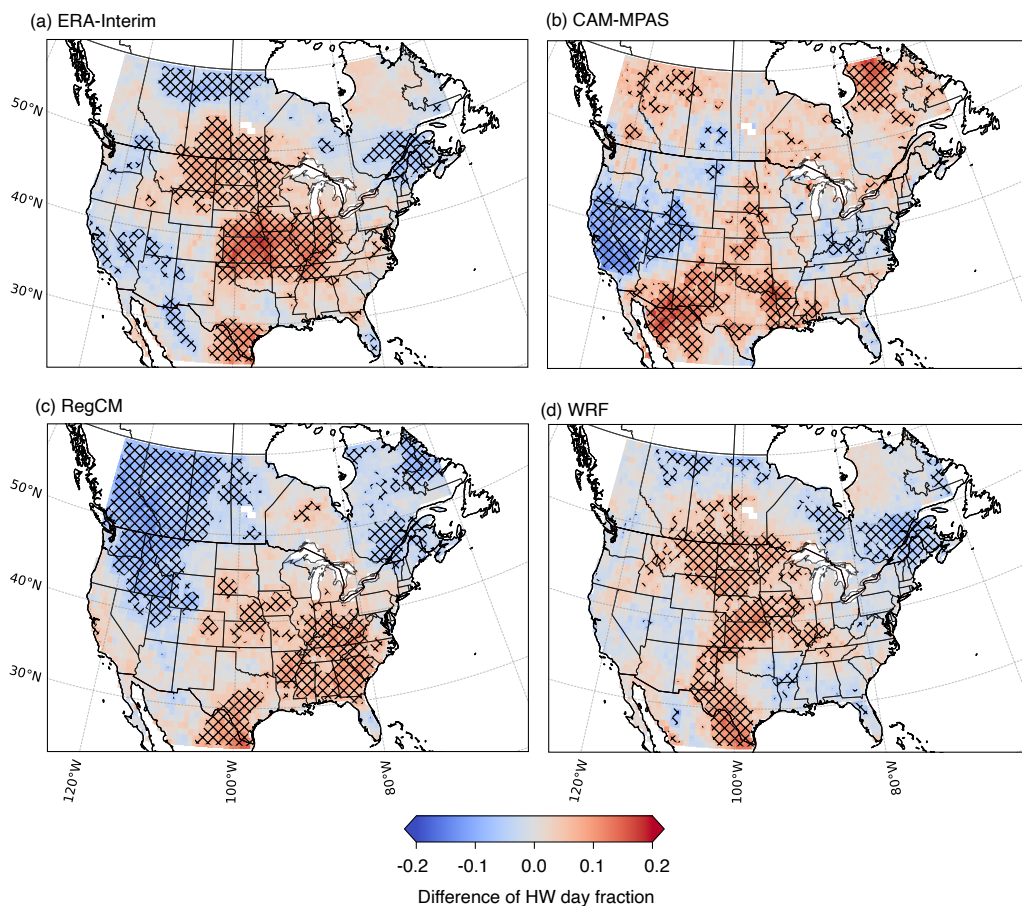 (a) ERA-Interim
(b) CAM-MPAS
50°N
40°N
30°N
(c) RegCM
(d) WRF
50°N
40°N
30°N
120°W
100°W
80°W
120°W
100°W
80°W
-0.2
-0.1
0.0
0.1
0.2
Difference of HW day fraction